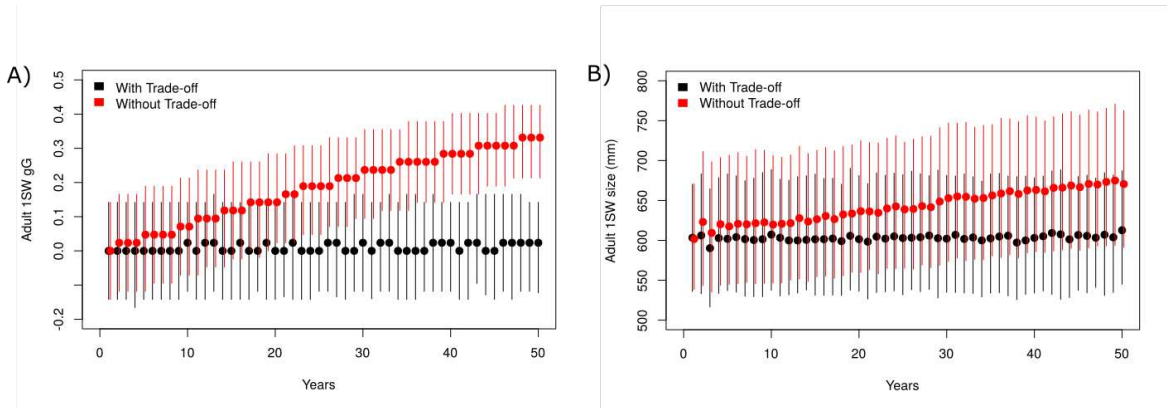 A)
With Trade-off
Without Trade-off
Adult 1SW gG
0.5
0.4
0.3
0.2
0.1
0.0
-0.2
0 10 20 30 40 50
Years
B)
With Trade-off
Without Trade-off
Adult 1SW size (mm)
800
750
700
650
600
550
500
0 10 20 30 40 50
Years